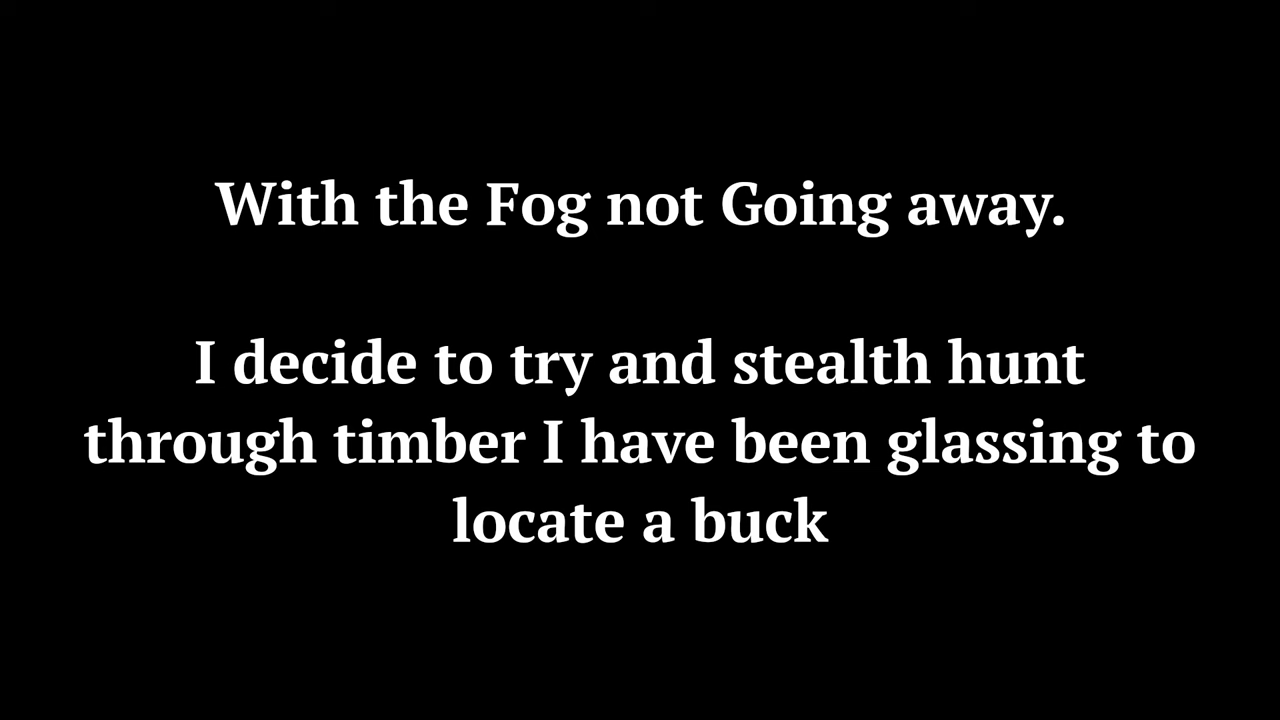 With the Fog not Going away.
I decide to try and stealth hunt
through timber I have been glassing to
locate a buck